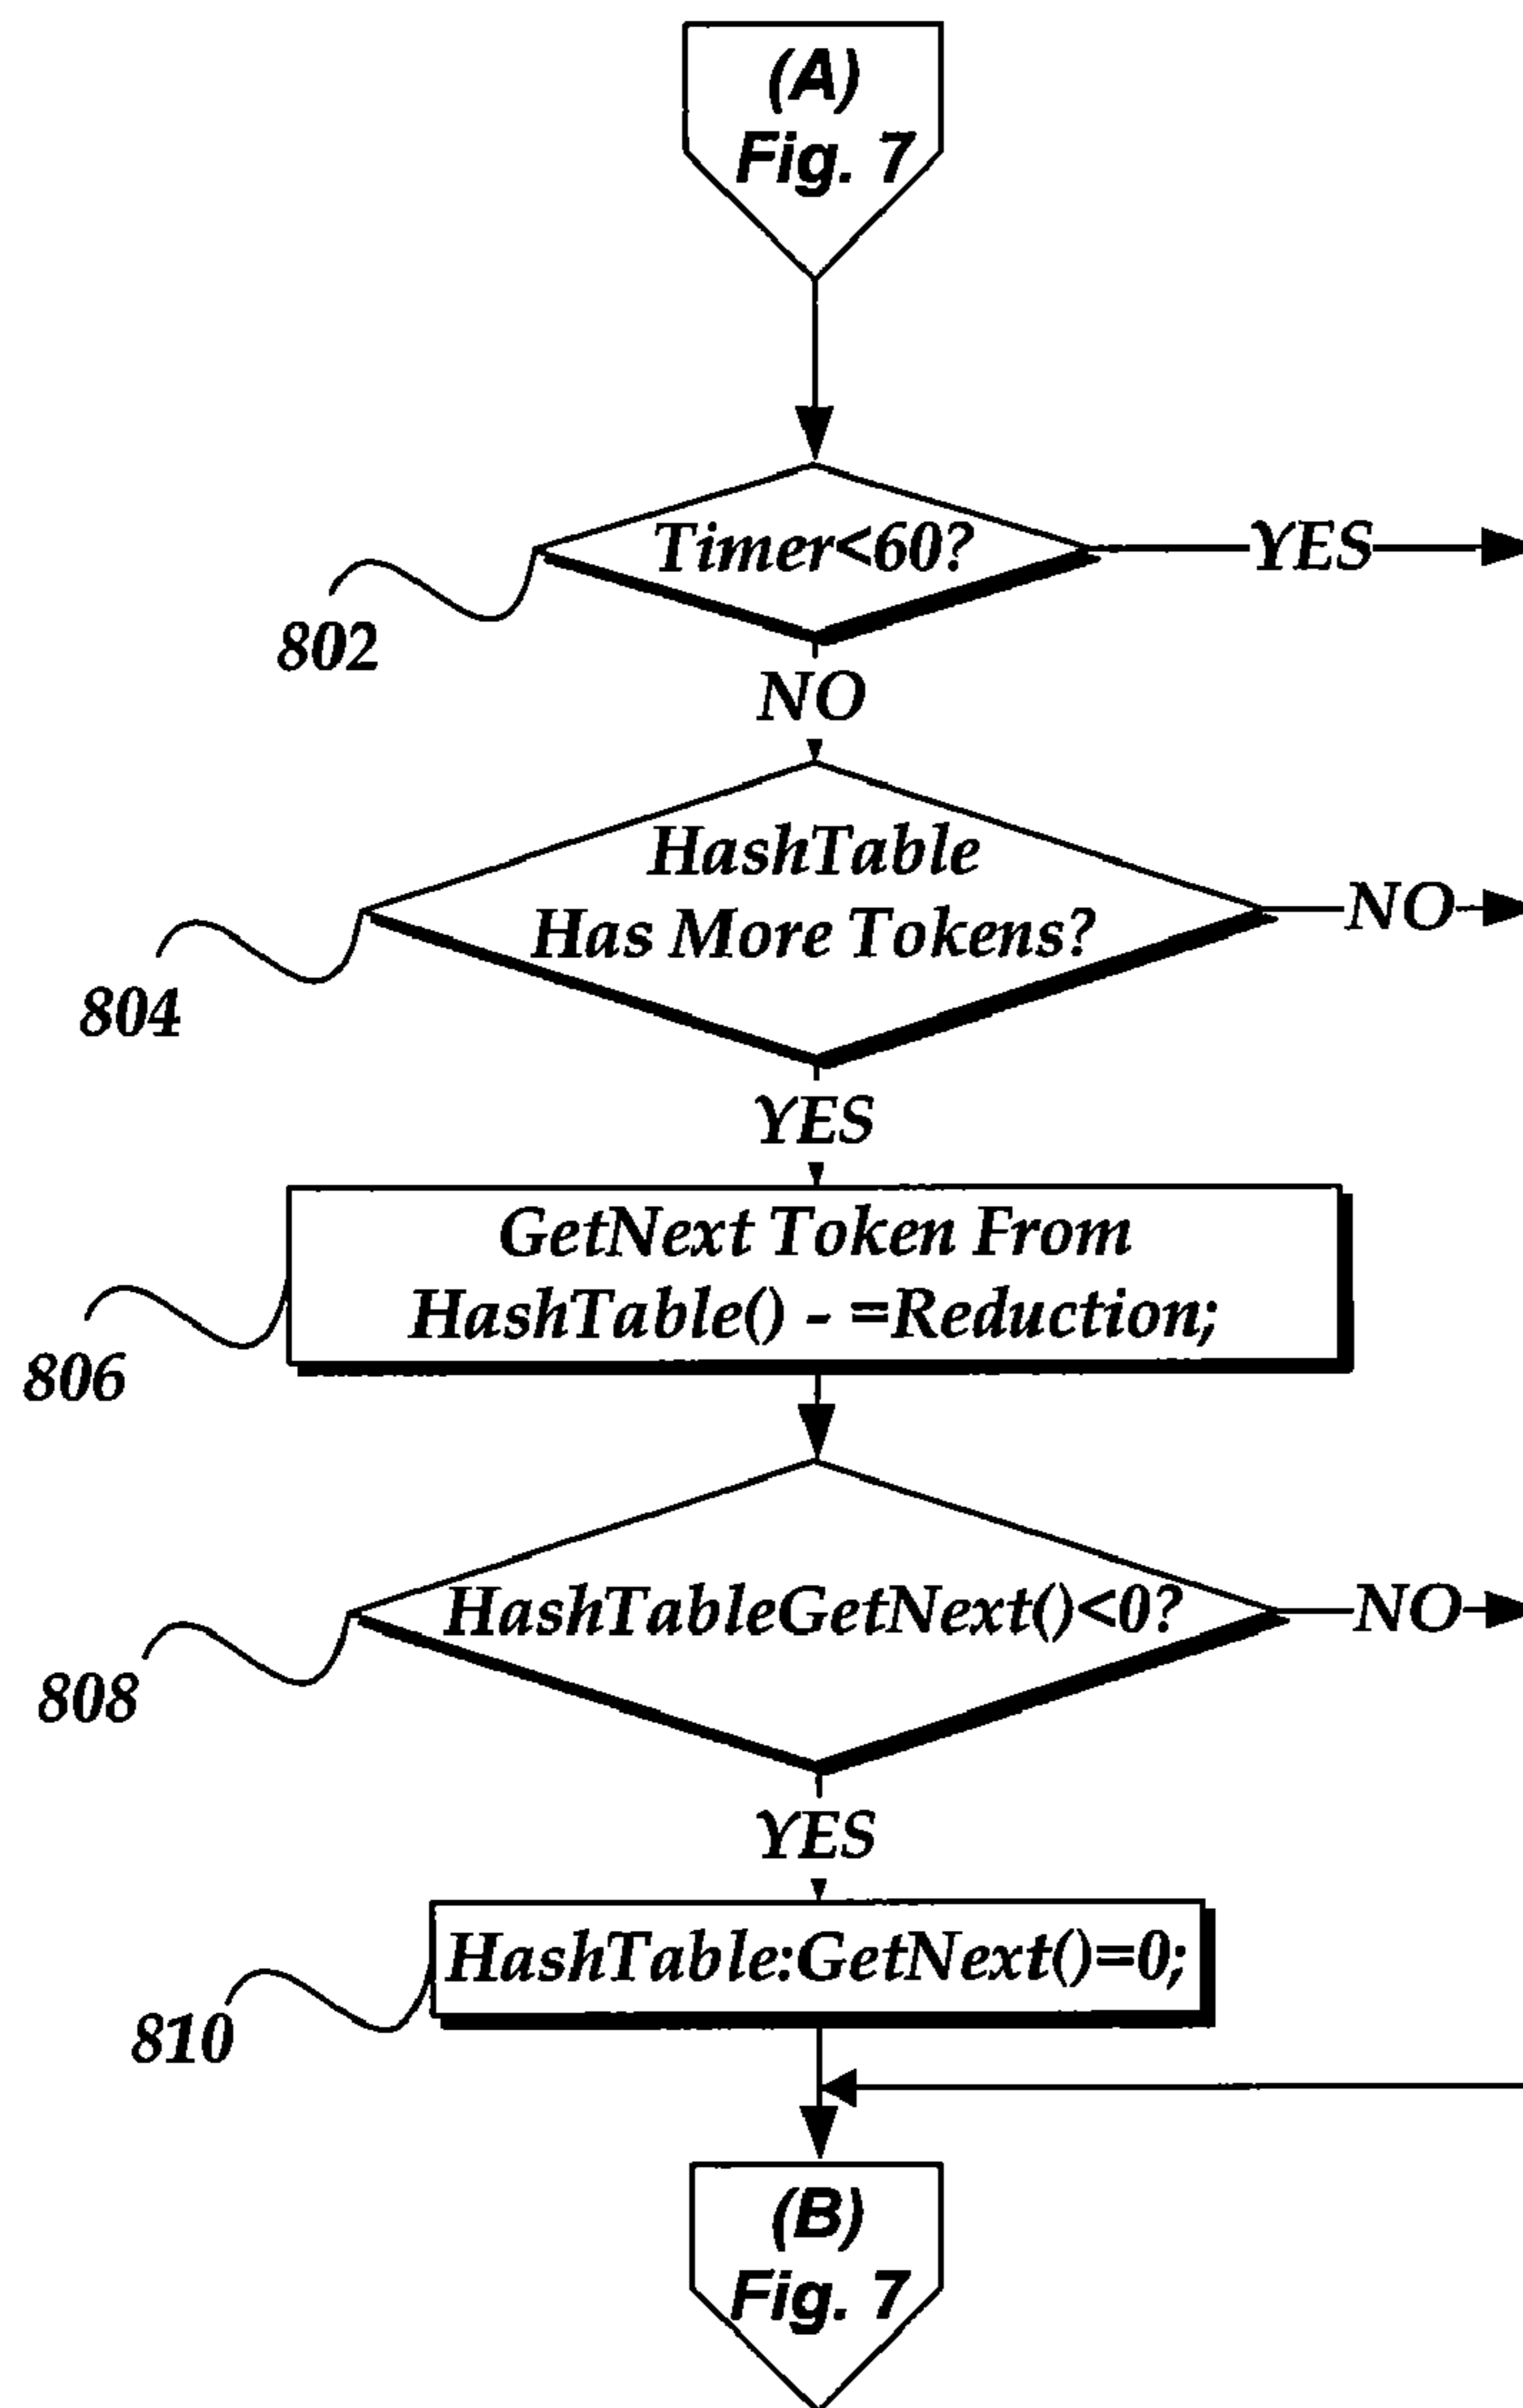 (A)
Fig. 7
Timer<60?
YES
802
NO
HashTable
Has More Tokens?
NO
804
YES
GetNext Token From
HashTable() - =Reduction;
806
HashTableGetNext()<0?
NO
808
YES
HashTable:GetNext()=0;
810
(B)
Fig. 7